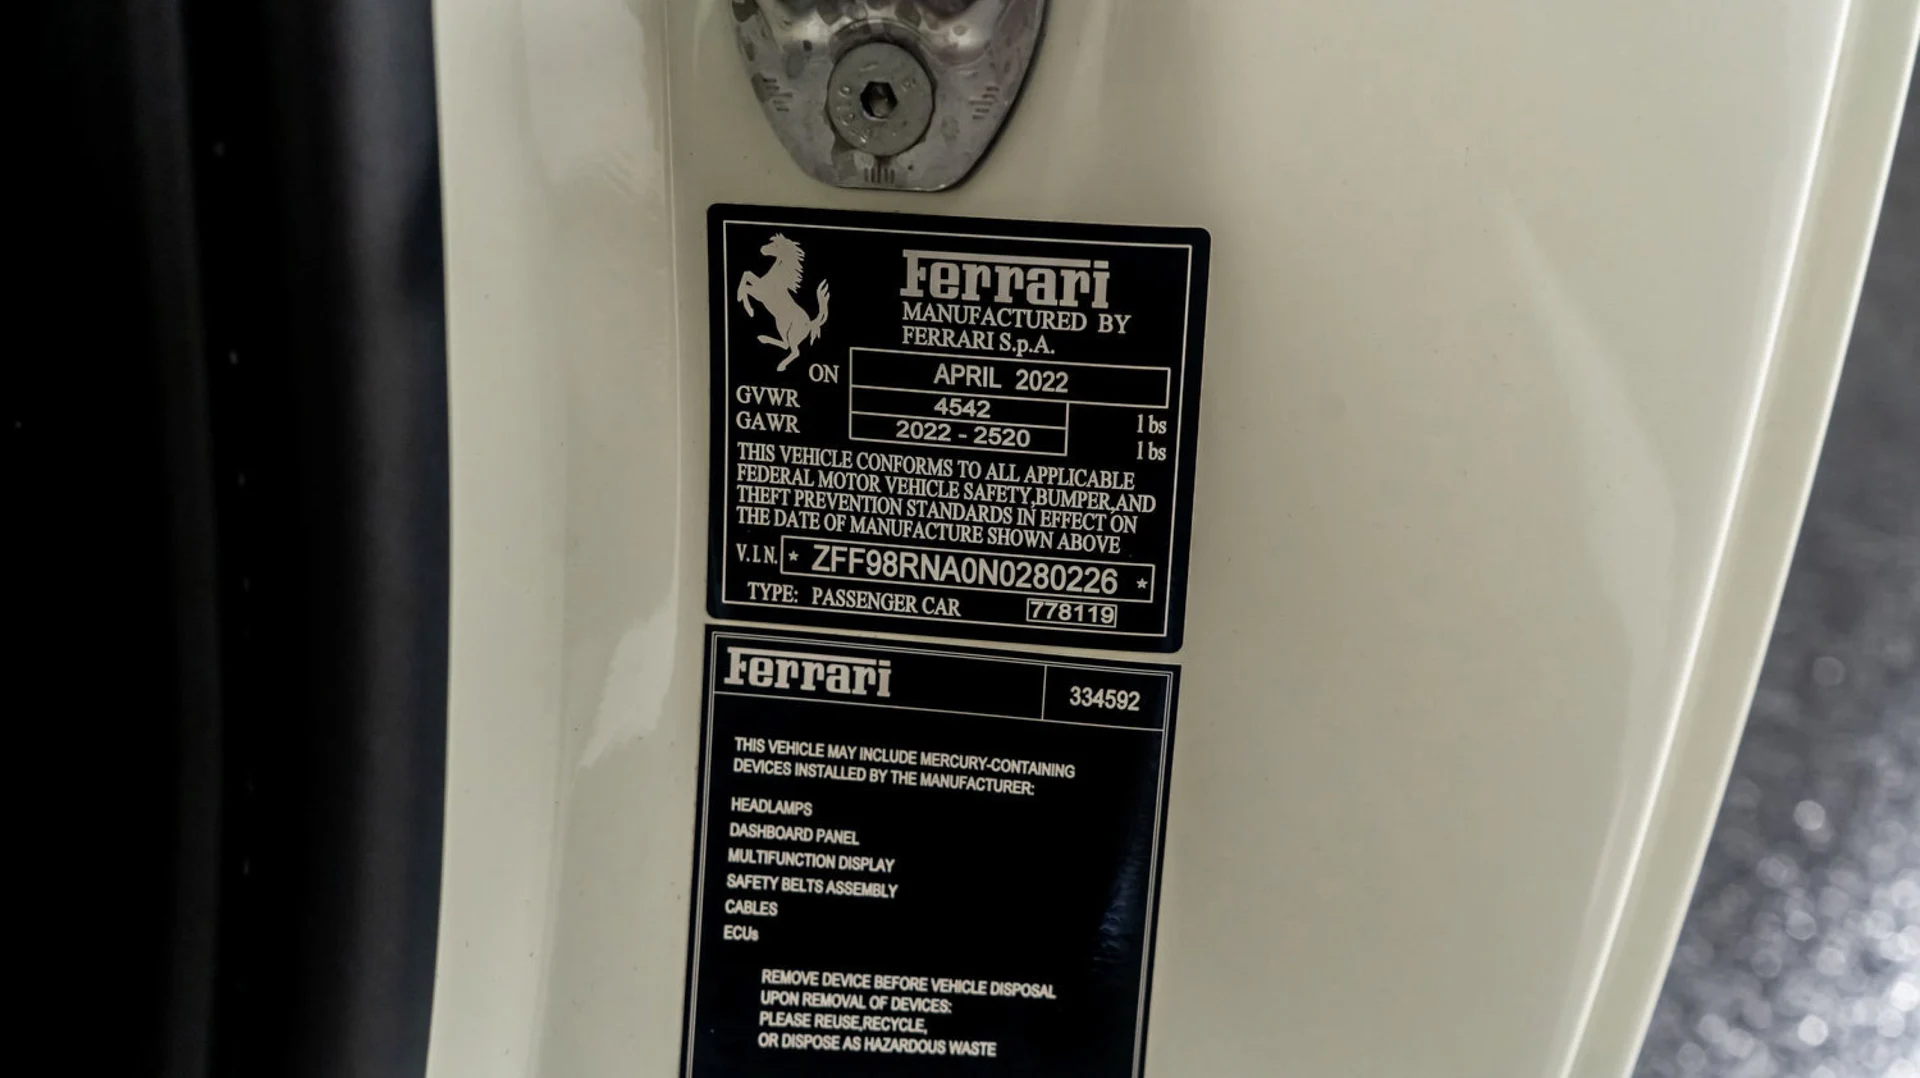 Ferrari
MANUFACTURED BY
FERRARI S.p.A.
ON APRIL 2022
GVWR 4542 lbs
GAWR 2022 - 2520 lbs
THIS VEHICLE CONFORMS TO ALL APPLICABLE
FEDERAL MOTOR VEHICLE SAFETY,BUMPER,AND
THEFT PREVENTION STANDARDS IN EFFECT ON
THE DATE OF MANUFACTURE SHOWN ABOVE
V.I.N. * ZFF98RNA0N0280226 *
TYPE: PASSENGER CAR 778119
Ferrari 334592
THIS VEHICLE MAY INCLUDE MERCURY-CONTAINING
DEVICES INSTALLED BY THE MANUFACTURER:
HEADLAMPS
DASHBOARD PANEL
MULTIFUNCTION DISPLAY
SAFETY BELTS ASSEMBLY
CABLES
ECUs
REMOVE DEVICE BEFORE VEHICLE DISPOSAL
UPON REMOVAL OF DEVICES:
PLEASE REUSE,RECYCLE,
OR DISPOSE AS HAZARDOUS WASTE